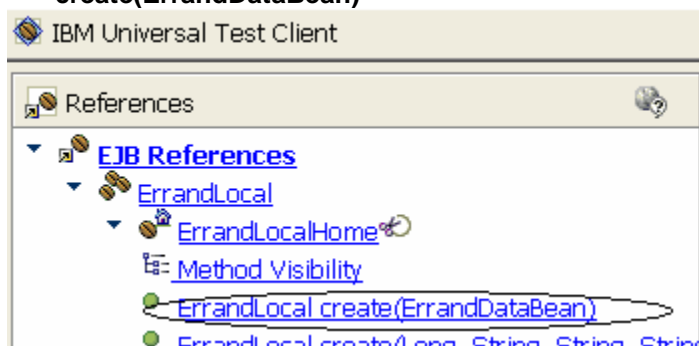 create(ErrandDataBean)
IBM Universal Test Client
References
EJB References
ErrandLocal
ErrandLocalHome
Method Visibility
ErrandLocal create(ErrandDataBean)
ErrandLocal create(Long, String, String, String